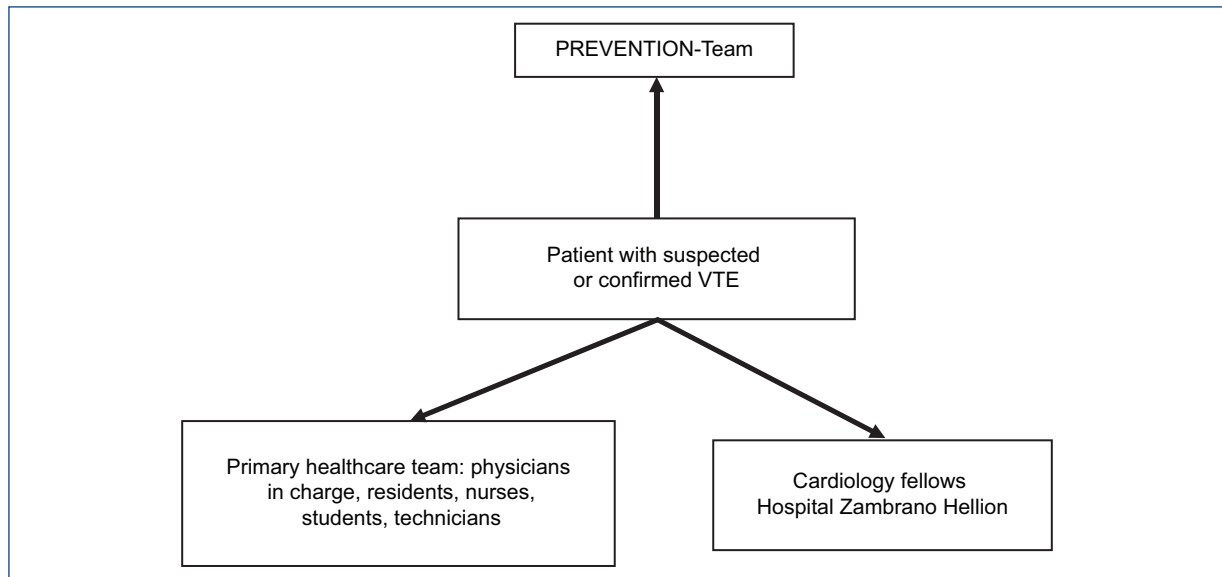 PREVENTION-Team
Patient with suspected
or confirmed VTE
Primary healthcare team: physicians
in charge, residents, nurses,
students, technicians
Cardiology fellows
Hospital Zambrano Hellion